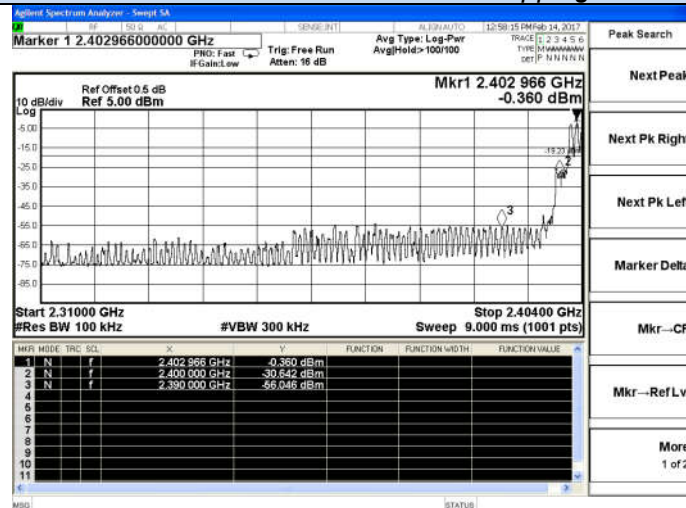 Agilent Spectrum Analyzer - Swept SA
RF 50 Ω AC SENSE:INT ALIGNAUTO 12:58:15 PM Feb 14, 2017
Marker 1 2.402966000000 GHz
PNO: Fast
IFGain:Low
Trig: Free Run
Atten: 16 dB
Avg Type: Log-Pwr
Avg|Hold:>100/100
TRACE 1 2 3 4 5 6
TYPE M
DET P N N N N N
Peak Search
Ref Offset 0.5 dB
10 dB/div Ref 5.00 dBm
Log
Mkr1 2.402 966 GHz
-0.360 dBm
-5.00
-15.0
-25.0
-35.0
-45.0
-55.0
-65.0
-75.0
-85.0
2
3
Start 2.31000 GHz Stop 2.40400 GHz
#Res BW 100 kHz #VBW 300 kHz Sweep 9.000 ms (1001 pts)
MKR MODE TRC SCL X Y FUNCTION FUNCTION WIDTH FUNCTION VALUE
1 N f 2.402 966 GHz -0.360 dBm
2 N f 2.400 000 GHz -30.642 dBm
3 N f 2.390 000 GHz -56.046 dBm
4
5
6
7
8
9
10
11
MSG STATUS
Next Peak
Next Pk Right
Next Pk Left
Marker Delta
Mkr→CF
Mkr→Ref Lv
More
1 of 2